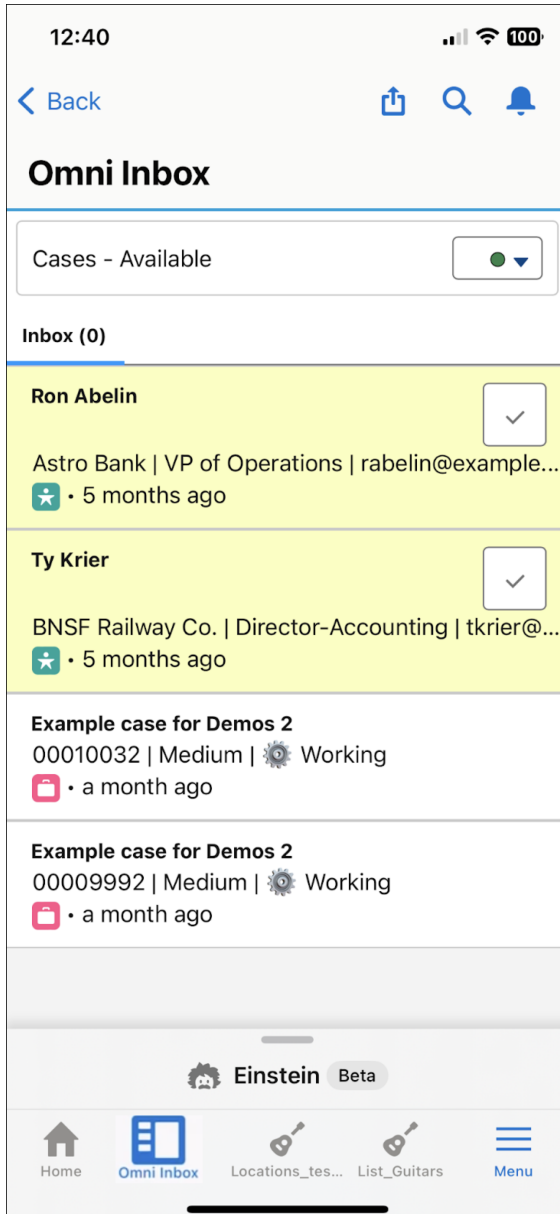 12:40
100
Back
Omni Inbox
Cases - Available
Inbox (0)
Ron Abelin
Astro Bank | VP of Operations | rabelin@example...
• 5 months ago
Ty Krier
BNSF Railway Co. | Director-Accounting | tkrier@...
• 5 months ago
Example case for Demos 2
00010032 | Medium | ⚙️ Working
• a month ago
Example case for Demos 2
00009992 | Medium | ⚙️ Working
• a month ago
Einstein Beta
Home Omni Inbox Locations_tes... List_Guitars Menu